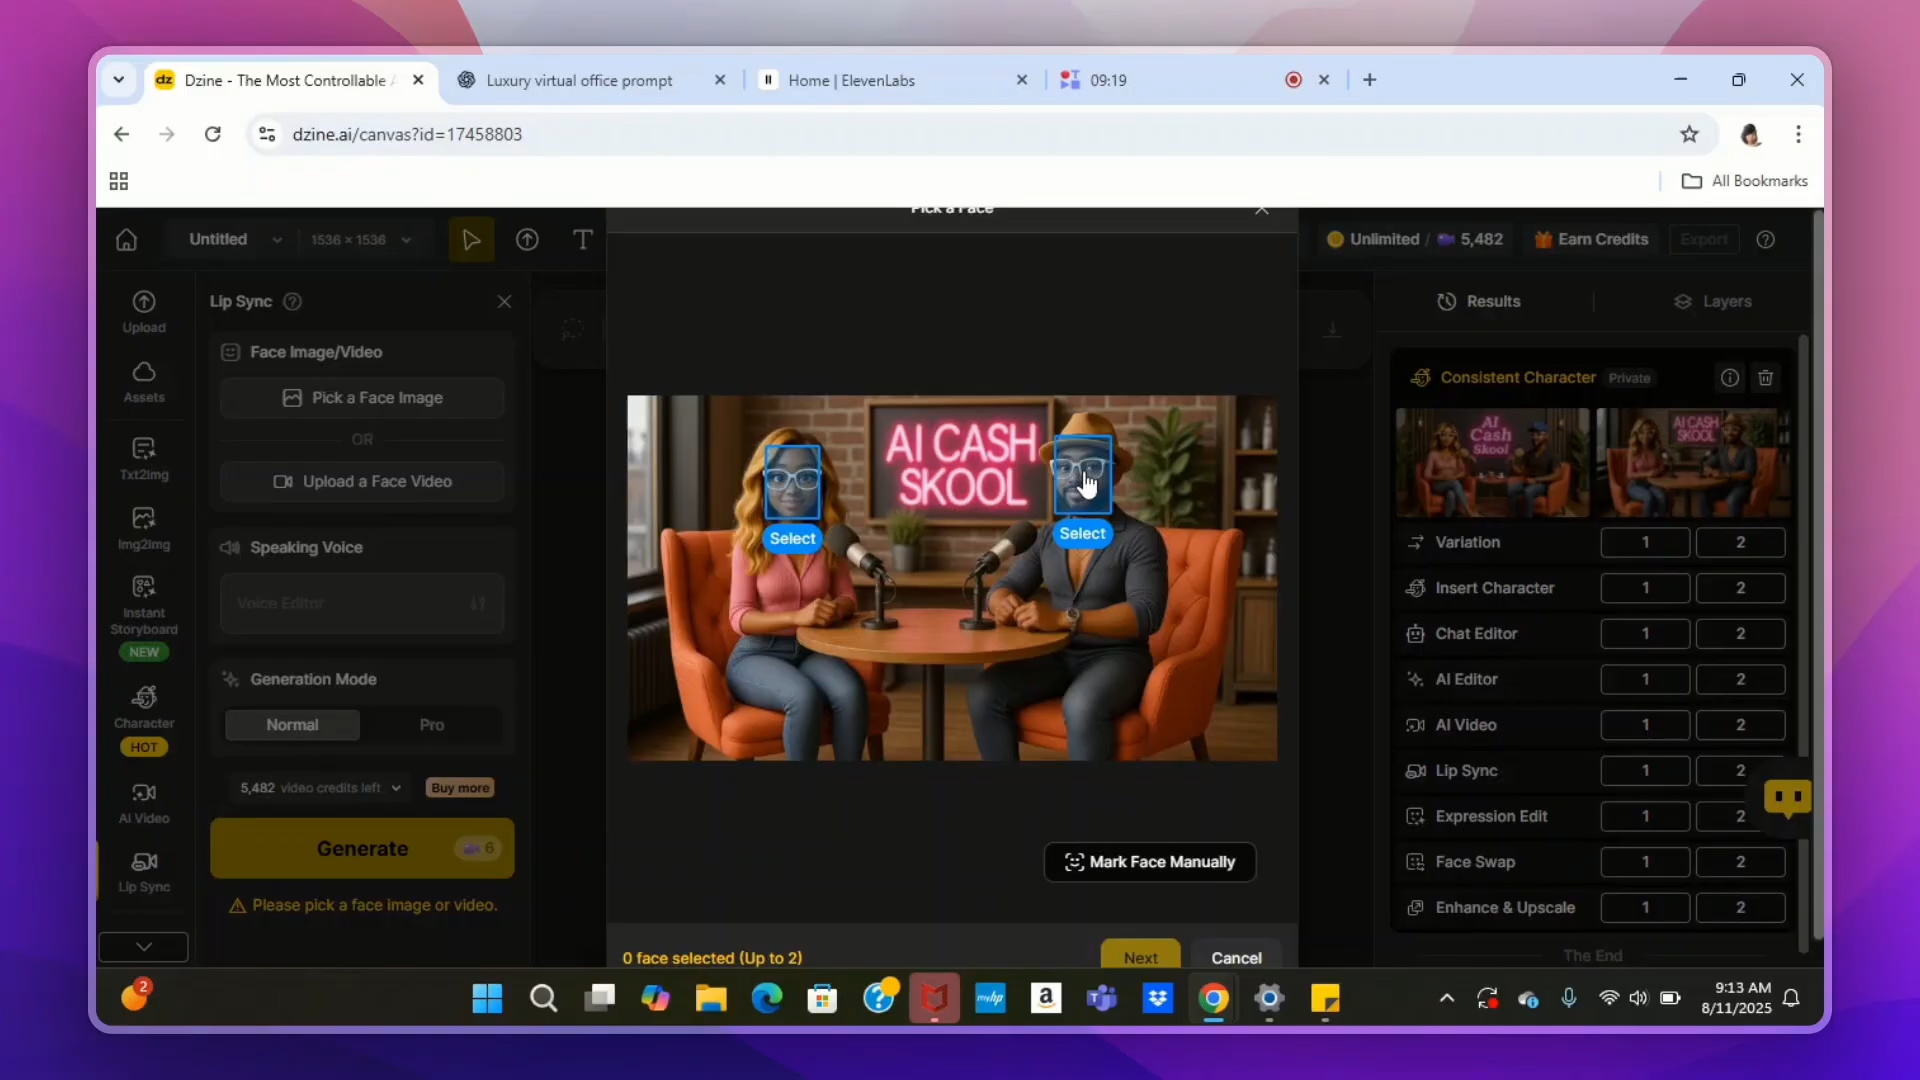 Dzine - The Most Controllable A
Luxury virtual office prompt
Home | ElevenLabs
09:19
dzine.ai/canvas?id=17458803
All Bookmarks
Untitled
1536 × 1536
T
Pick a Face
Unlimited / 5,482
Earn Credits
Export
Upload
Assets
Txt2Img
Img2Img
Instant
Storyboard
NEW
Character
HOT
AI Video
Lip Sync
Lip Sync
Face Image/Video
Pick a Face Image
OR
Upload a Face Video
Speaking Voice
Voice Editor
Generation Mode
Normal
Pro
5,482 video credits left
Buy more
Generate
6
Please pick a face image or video.
AI CASH
SKOOL
Select
Select
Mark Face Manually
0 face selected (Up to 2)
Next
Cancel
Results
Layers
Consistent Character
Private
AI
Cash
Skool
AI CASH
SKOOL
Variation 1 2
Insert Character 1 2
Chat Editor 1 2
AI Editor 1 2
AI Video 1 2
Lip Sync 1 2
Expression Edit 1 2
Face Swap 1 2
Enhance & Upscale 1 2
The End
2
myhp
a
9:13 AM
8/11/2025